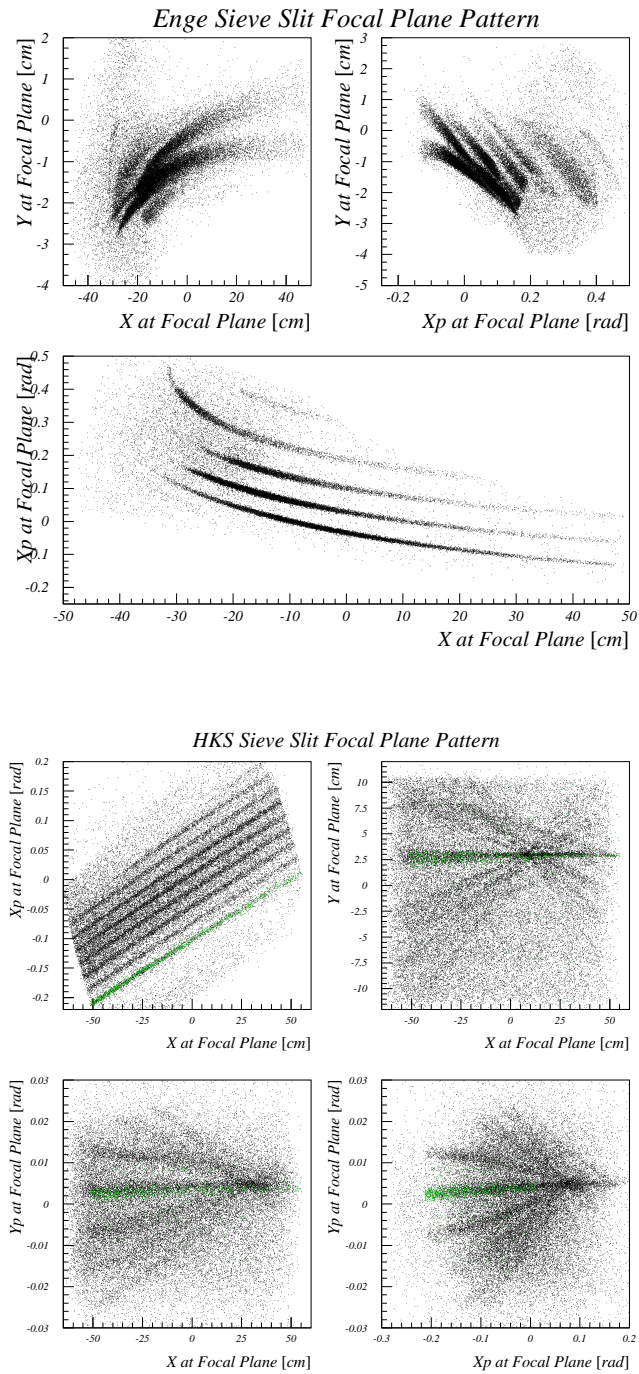 Enge Sieve Slit Focal Plane Pattern
Y at Focal Plane [cm]
2
1
0
-1
-2
-3
-4
-40 -20 0 20 40
X at Focal Plane [cm]
Y at Focal Plane [cm]
3
2
1
0
-1
-2
-3
-4
-5
-0.2 0 0.2 0.4
Xp at Focal Plane [rad]
Xp at Focal Plane [rad]
0.5
0.4
0.3
0.2
0.1
0
-0.1
-0.2
-50 -40 -30 -20 -10 0 10 20 30 40 50
X at Focal Plane [cm]
HKS Sieve Slit Focal Plane Pattern
Xp at Focal Plane [rad]
0.2
0.15
0.1
0.05
0
-0.05
-0.1
-0.15
-0.2
-50 -25 0 25 50
X at Focal Plane [cm]
Y at Focal Plane [cm]
10
7.5
5
2.5
0
-2.5
-5
-7.5
-10
-50 -25 0 25 50
X at Focal Plane [cm]
Yp at Focal Plane [rad]
0.03
0.02
0.01
0
-0.01
-0.02
-0.03
-50 -25 0 25 50
X at Focal Plane [cm]
Yp at Focal Plane [rad]
0.03
0.02
0.01
0
-0.01
-0.02
-0.03
-0.3 -0.2 -0.1 0 0.1 0.2
Xp at Focal Plane [rad]